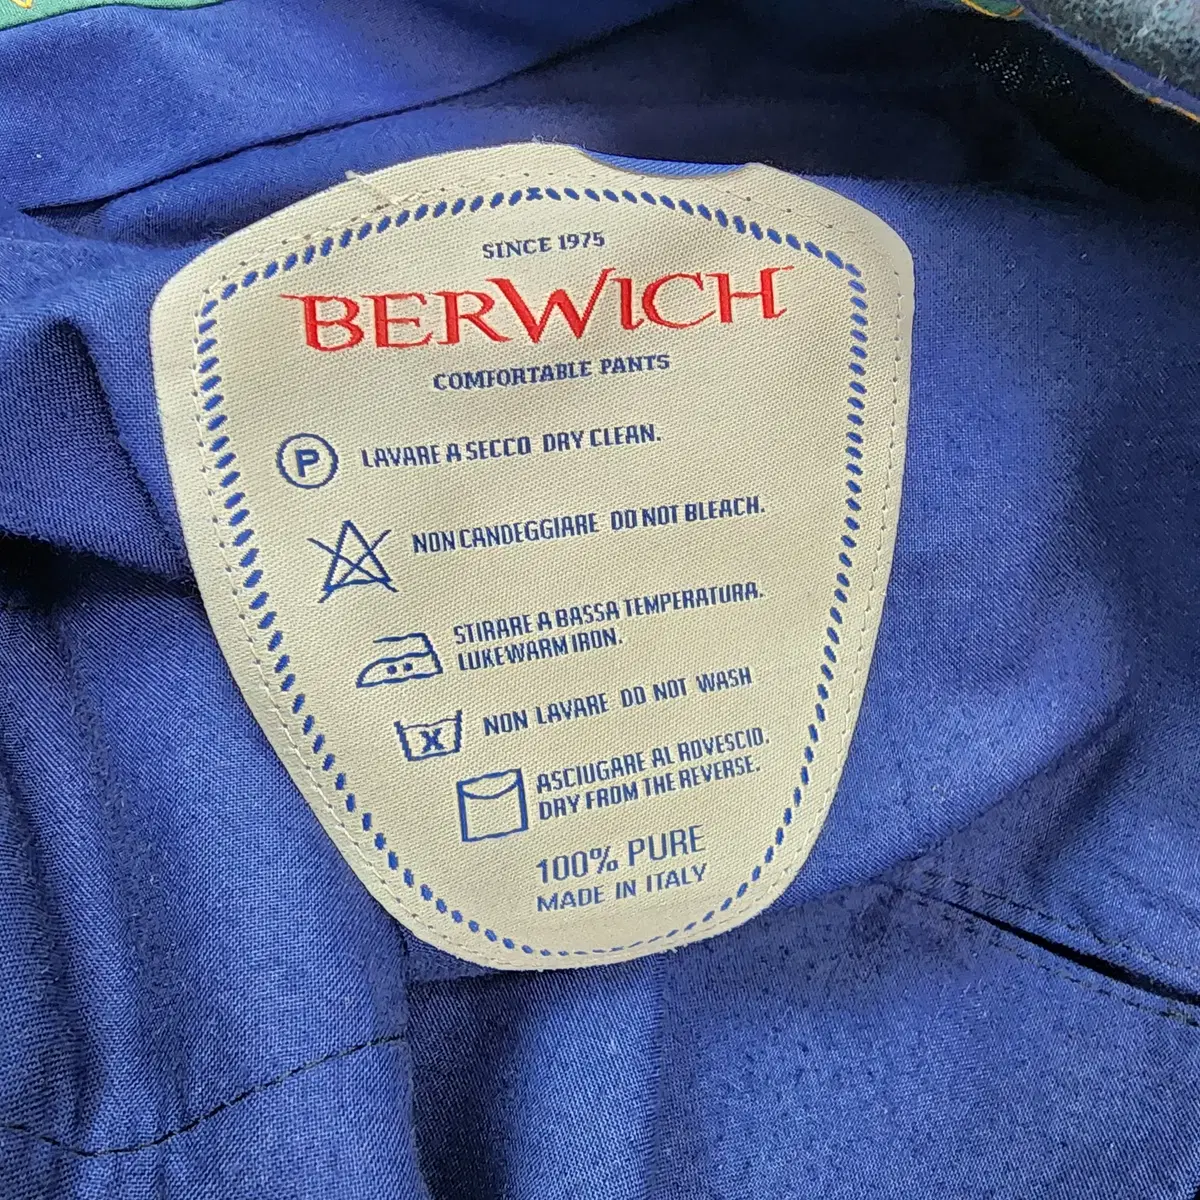 SINCE 1975
BERWICH
COMFORTABLE PANTS
P LAVARE A SECCO DRY CLEAN.
NON CANDEGGIARE DO NOT BLEACH.
STIRARE A BASSA TEMPERATURA.
LUKEWARM IRON.
NON LAVARE DO NOT WASH
ASCIUGARE AL ROVESCIO.
DRY FROM THE REVERSE.
100% PURE
MADE IN ITALY